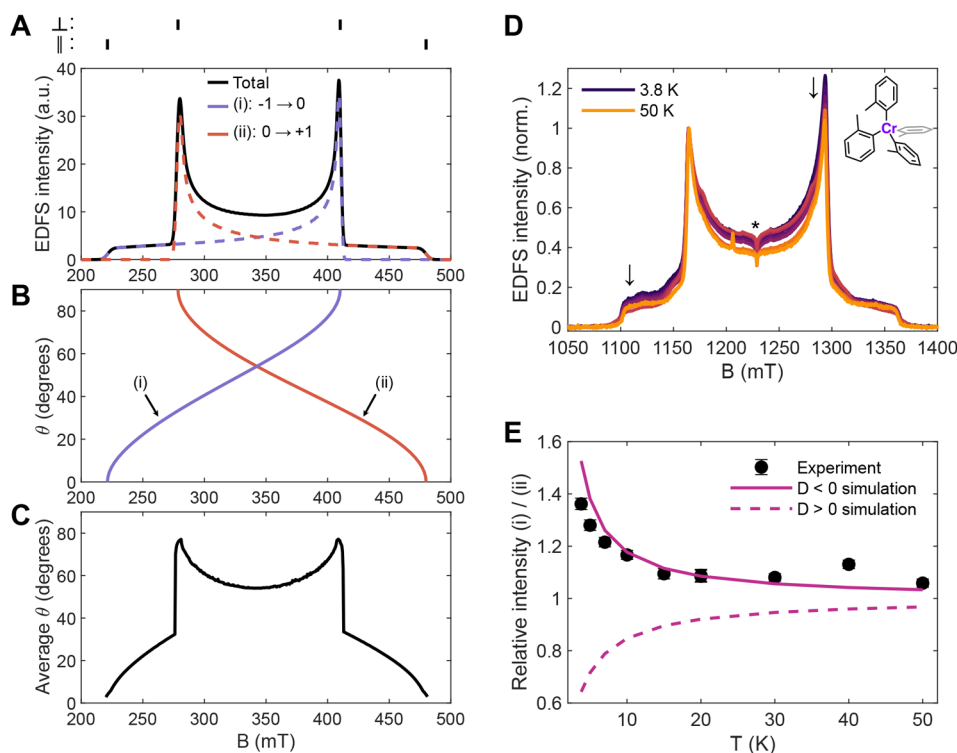 A
⊥ :
∥ :
EDFS intensity (a.u.)
40
30
20
10
0
Total
(i): -1 → 0
(ii): 0 → +1
200 250 300 350 400 450 500
B
θ (degrees)
80
60
40
20
0
(i)
(ii)
200 250 300 350 400 450 500
C
Average θ (degrees)
80
60
40
20
0
200 250 300 350 400 450 500
B (mT)
D
EDFS intensity (norm.)
1.2
1.0
0.8
0.6
0.4
0.2
0
3.8 K
50 K
*
Cr
1050 1100 1150 1200 1250 1300 1350 1400
B (mT)
E
Relative intensity (i) / (ii)
1.6
1.4
1.2
1
0.8
0.6
Experiment
D < 0 simulation
D > 0 simulation
10 20 30 40 50
T (K)